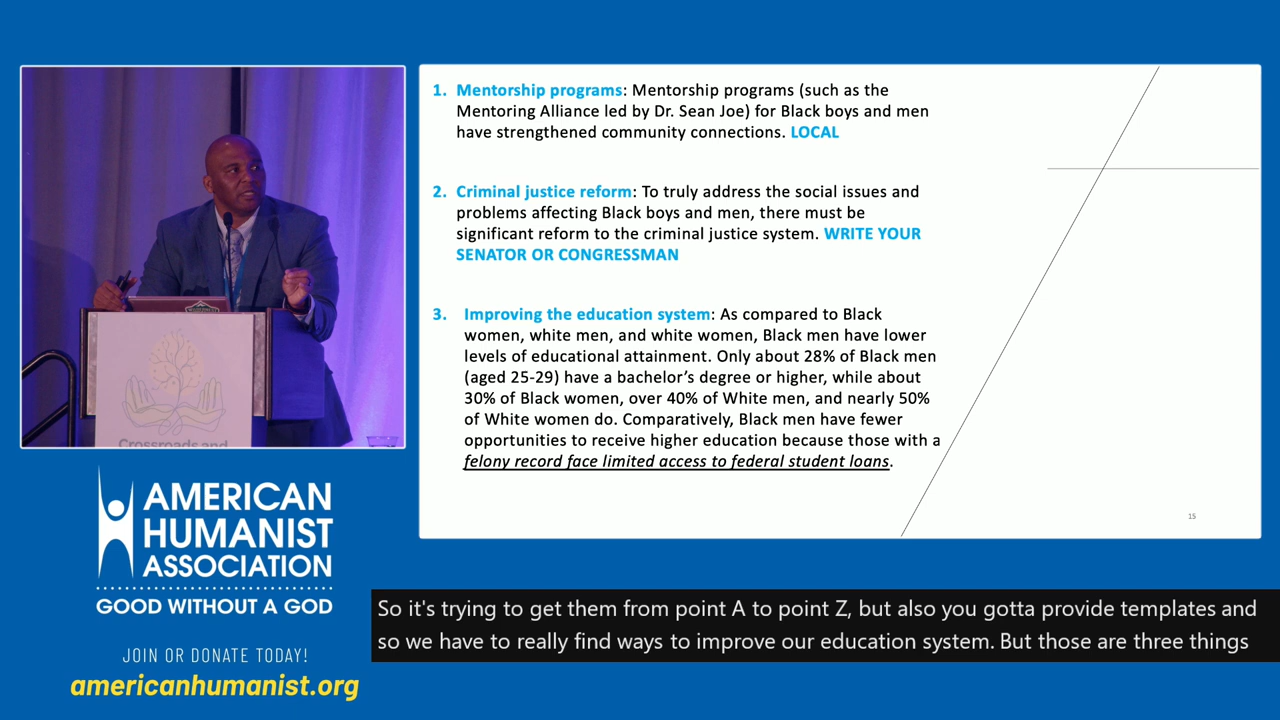 1. Mentorship programs: Mentorship programs (such as the
Mentoring Alliance led by Dr. Sean Joe) for Black boys and men
have strengthened community connections. LOCAL
2. Criminal justice reform: To truly address the social issues and
problems affecting Black boys and men, there must be
significant reform to the criminal justice system. WRITE YOUR
SENATOR OR CONGRESSMAN
3. Improving the education system: As compared to Black
women, white men, and white women, Black men have lower
levels of educational attainment. Only about 28% of Black men
(aged 25-29) have a bachelor's degree or higher, while about
30% of Black women, over 40% of White men, and nearly 50%
of White women do. Comparatively, Black men have fewer
opportunities to receive higher education because those with a
felony record face limited access to federal student loans.
15
Crossroads and
AMERICAN
HUMANIST
ASSOCIATION
GOOD WITHOUT A GOD
JOIN OR DONATE TODAY!
americanhumanist.org
So it's trying to get them from point A to point Z, but also you gotta provide templates and
so we have to really find ways to improve our education system. But those are three things